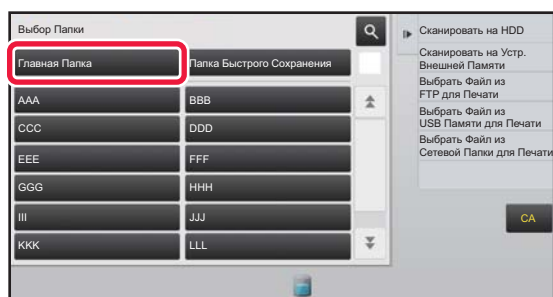 Выбор Папки
Главная Папка
Папка Быстрого Сохранения
AAA
BBB
CCC
DDD
EEE
FFF
GGG
HHH
III
JJJ
KKK
LLL
Сканировать на HDD
Сканировать на Устр.
Внешней Памяти
Выбрать Файл из
FTP для Печати
Выбрать Файл из
USB Памяти для Печати
Выбрать Файл из
Сетевой Папки для Печати
CA